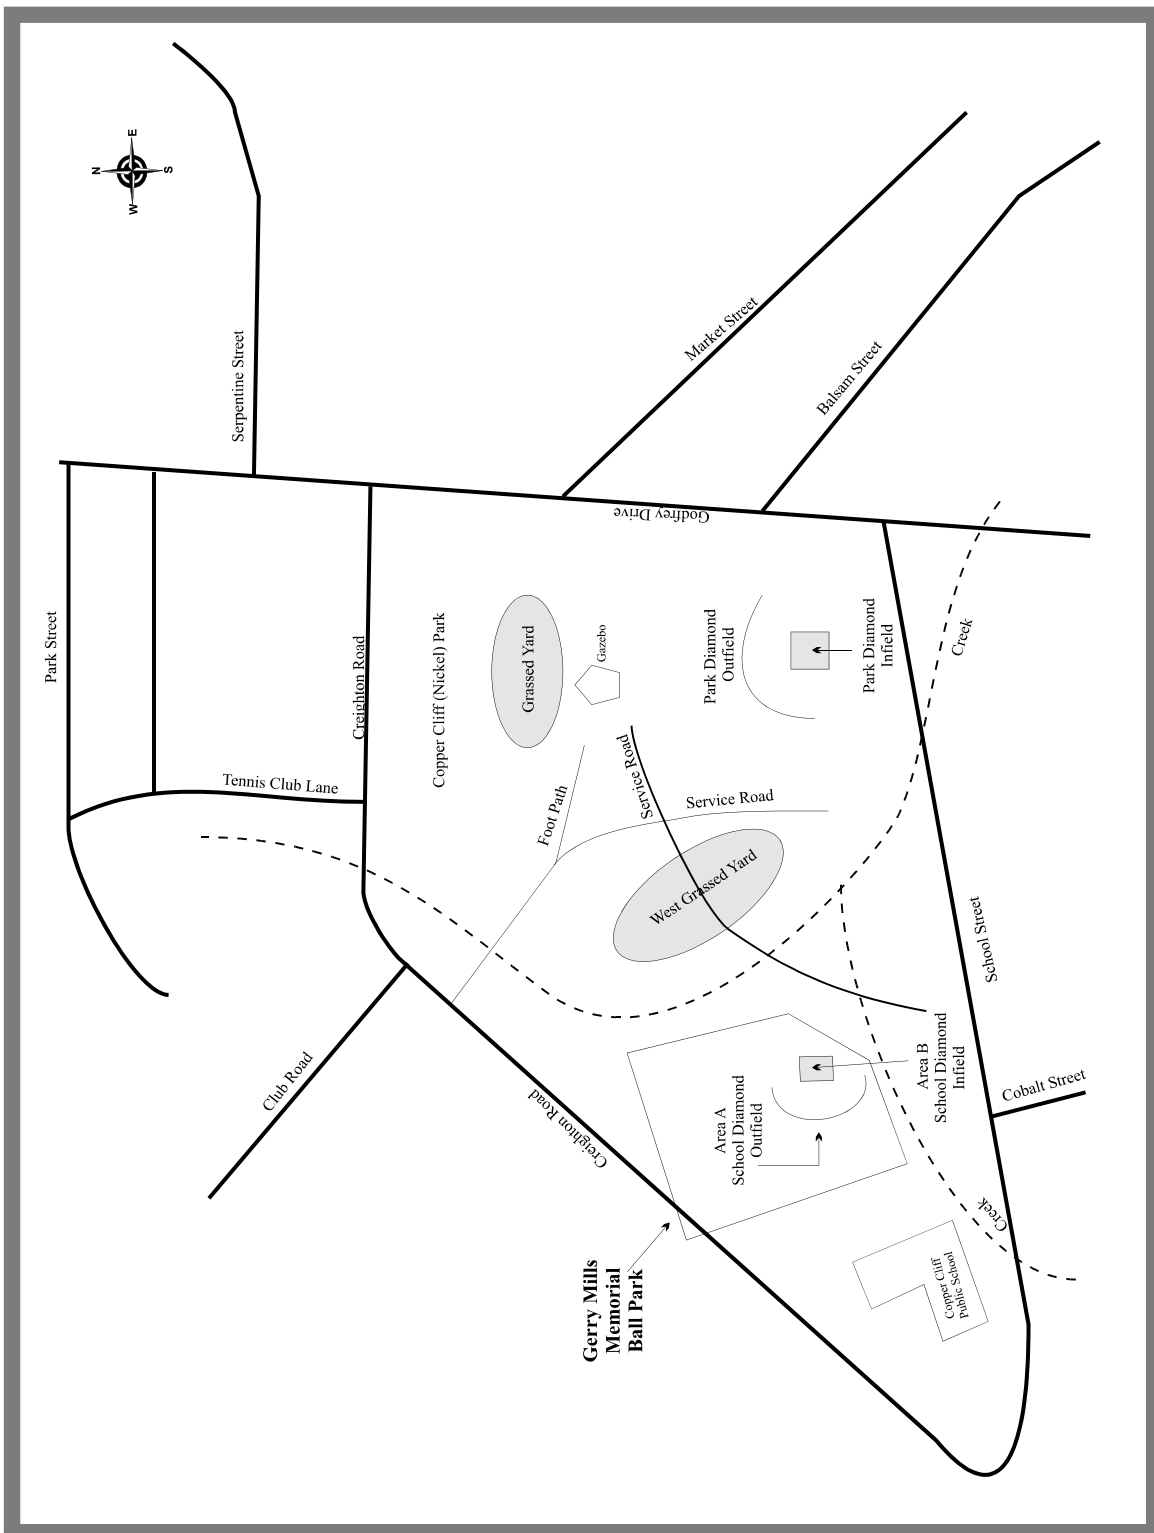 E
N
S
W
Serpentine Street
Market Street
Balsam Street
Godfrey Drive
Park Street
Creighton Road
Copper Cliff (Nickel) Park
Grassed Yard
Gazebo
Park Diamond
Outfield
Park Diamond
Infield
Creek
Tennis Club Lane
Foot Path
Service Road
Service Road
West Grassed Yard
School Street
Club Road
Creighton Road
Area A
School Diamond
Outfield
Area B
School Diamond
Infield
Cobalt Street
Creek
Gerry Mills
Memorial
Ball Park
Copper Cliff
Public School